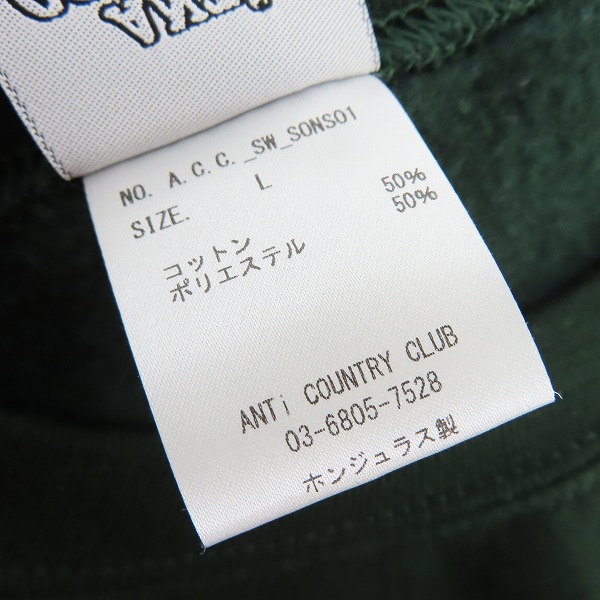 NO. A.C.C._SW_SONS01
SIZE. L
コットン 50%
ポリエステル 50%
ANTi COUNTRY CLUB
03-6805-7528
ホンジュラス製